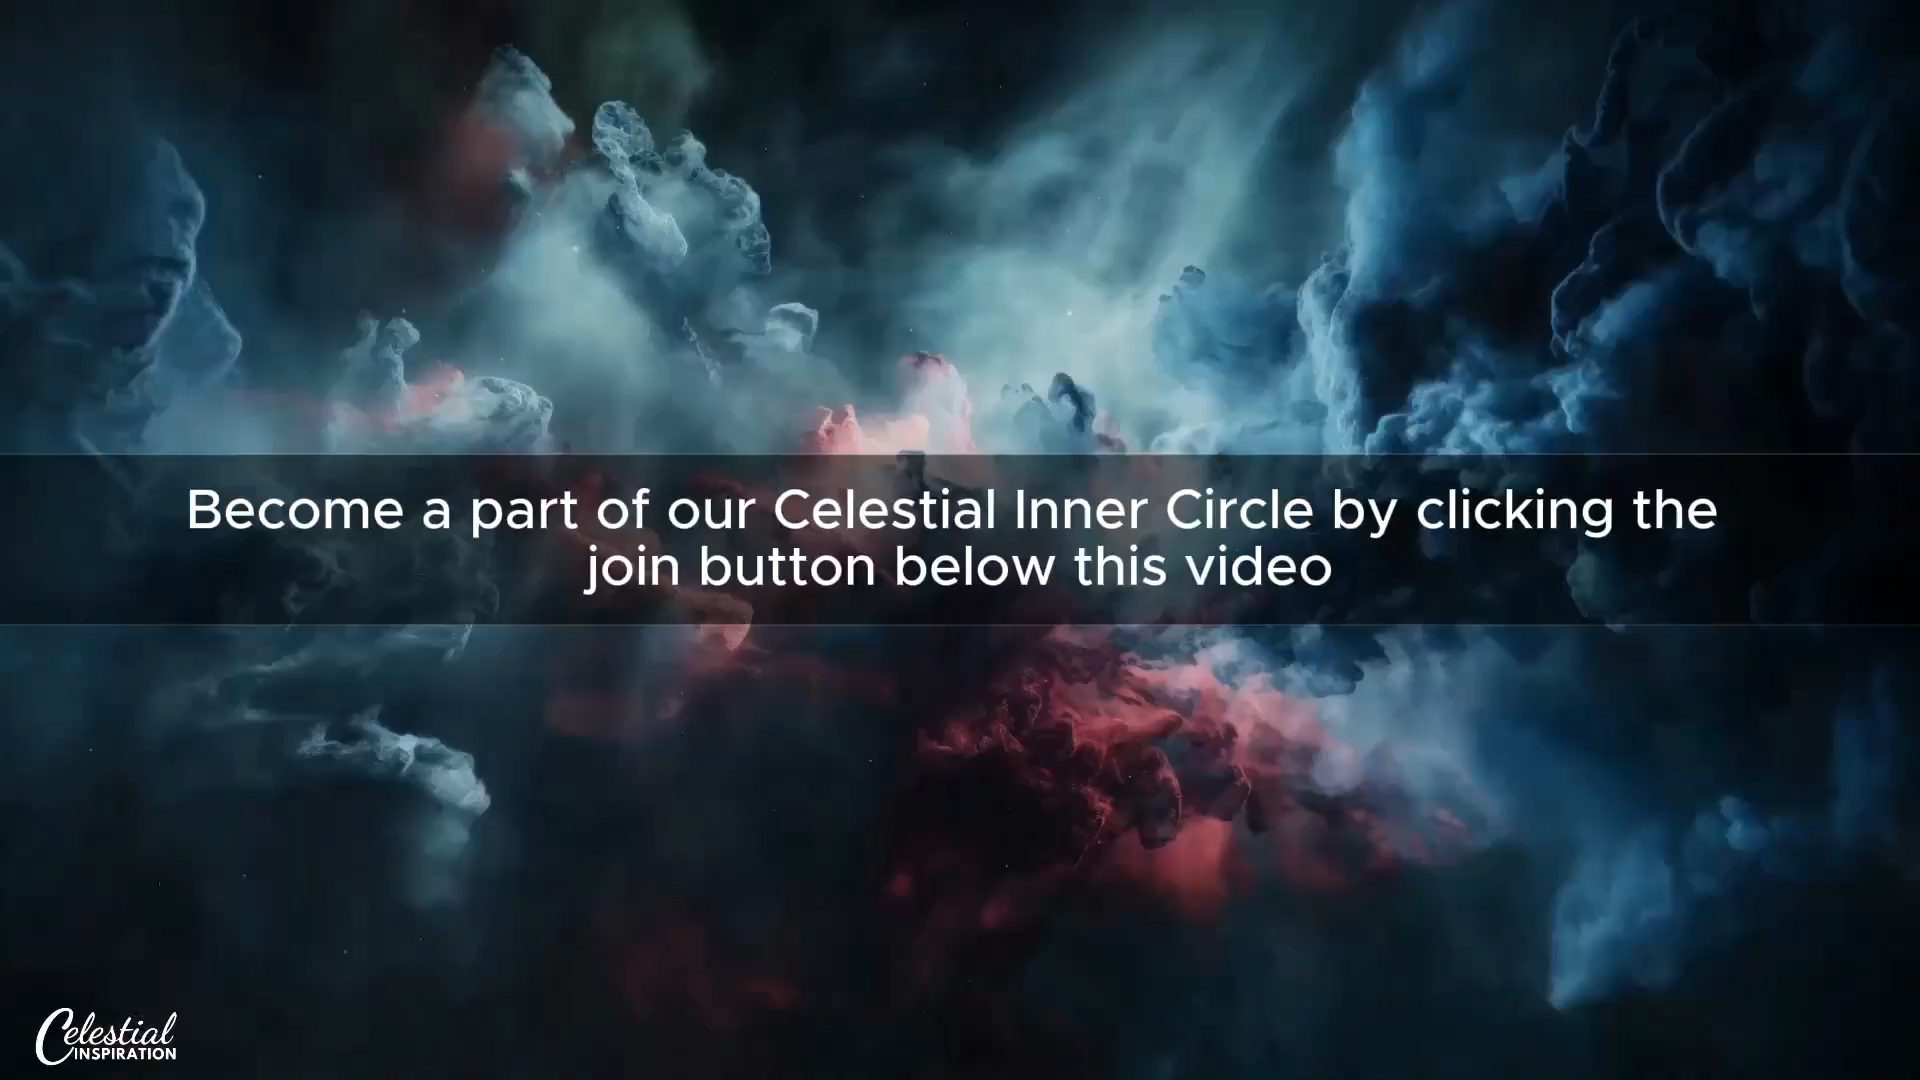 Become a part of our Celestial Inner Circle by clicking the
join button below this video
Celestial
INSPIRATION